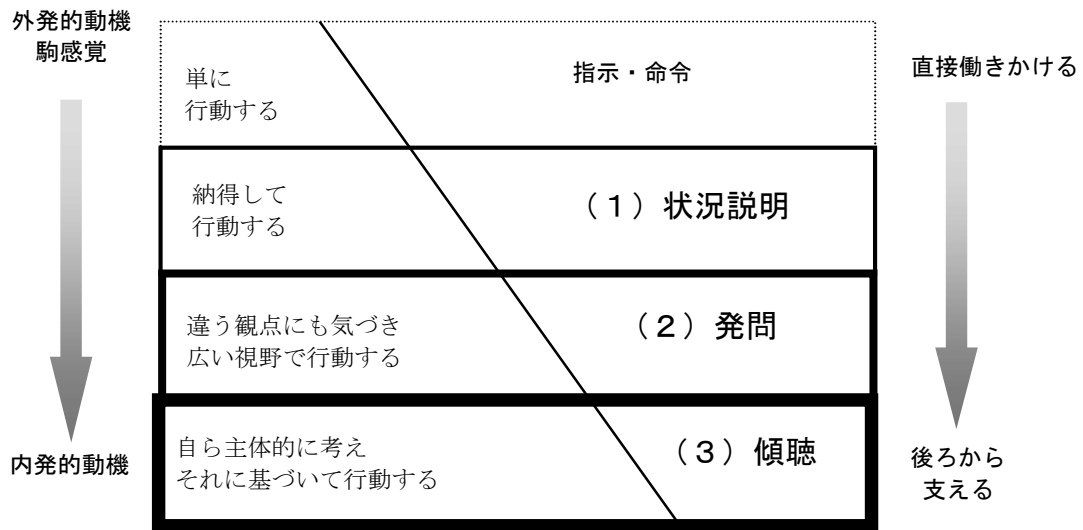 外発的動機
駒感覚
単に
行動する
指示・命令
直接働きかける
納得して
行動する
（１）状況説明
違う観点にも気づき
広い視野で行動する
（２）発問
内発的動機
自ら主体的に考え
それに基づいて行動する
（３）傾聴
後ろから
支える